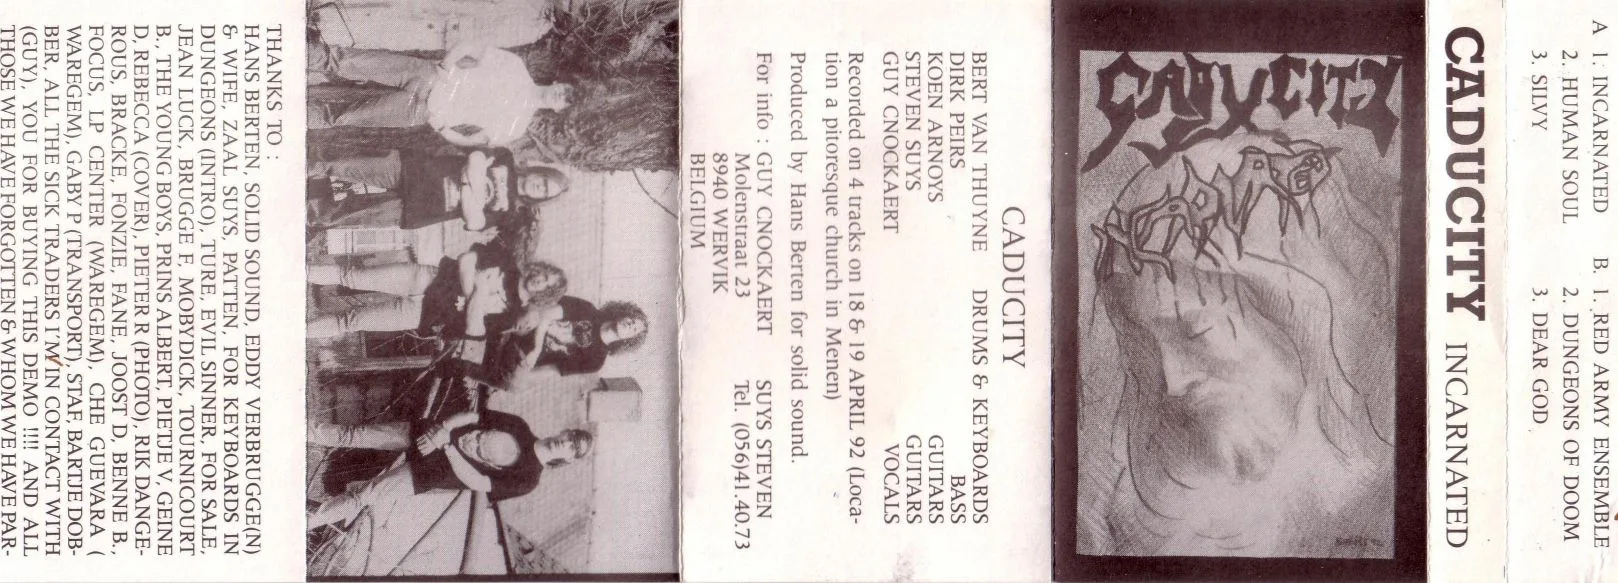 A 1. INCARNATED B. 1. RED ARMY ENSEMBLE
2. HUMAN SOUL 2. DUNGEONS OF DOOM
3. SILVY 3. DEAR GOD
CADUCITY INCARNATED
CADUCITY
CADUCITY
BERT VAN THUYNE DRUMS & KEYBOARDS
DIRK PEIRS BASS
KOEN ARNOYS GUITARS
STEVEN SUYS GUITARS
GUY CNOCKAERT VOCALS
Recorded on 4 tracks on 18 & 19 APRIL 92 (Loca-
tion a pitoresque church in Menen)
Produced by Hans Berten for solid sound.
For info : GUY CNOCKAERT SUYS STEVEN
Molenstraat 23 Tel. (056)41.40.73
8940 WERVIK
BELGIUM
THANKS TO :
HANS BERTEN, SOLID SOUND, EDDY VERBRUGGE(N)
& WIFE, ZAAL SUYS, PATTEN, FOR KEYBOARDS IN
DUNGEONS (INTRO), TURE, EVIL SINNER, FOR SALE,
JEAN LUCK, BRUGGE F, MOBYDICK, TOURNICOURT
B., THE YOUNG BOYS, PRINS ALBERT, PIETJE V, GEINE
D, REBECCA (COVER), PIETER R (PHOTO), RIK DANGE-
ROUS, BRACKE, FONZIE, FANE, JOOST D, BENNE B.,
FOCUS, LP CENTER (WAREGEM), CHE GUEVARA (
WAREGEM), GABY P (TRANSPORT), STAF, BARTJE DOB-
BER, ALL THE SICK TRADERS I'M IN CONTACT WITH
(GUY), YOU FOR BUYING THIS DEMO !!!! AND ALL
THOSE WE HAVE FORGOTTEN & WHOM WE HAVE PAR-